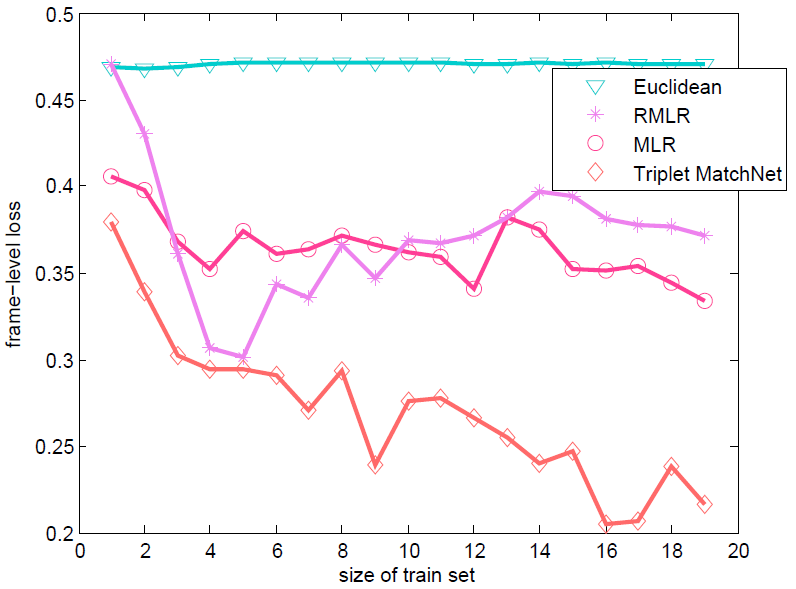 0.5
0.45
0.4
0.35
0.3
0.25
0.2
frame−level loss
Euclidean
RMLR
MLR
Triplet MatchNet
0 2 4 6 8 10 12 14 16 18 20
size of train set